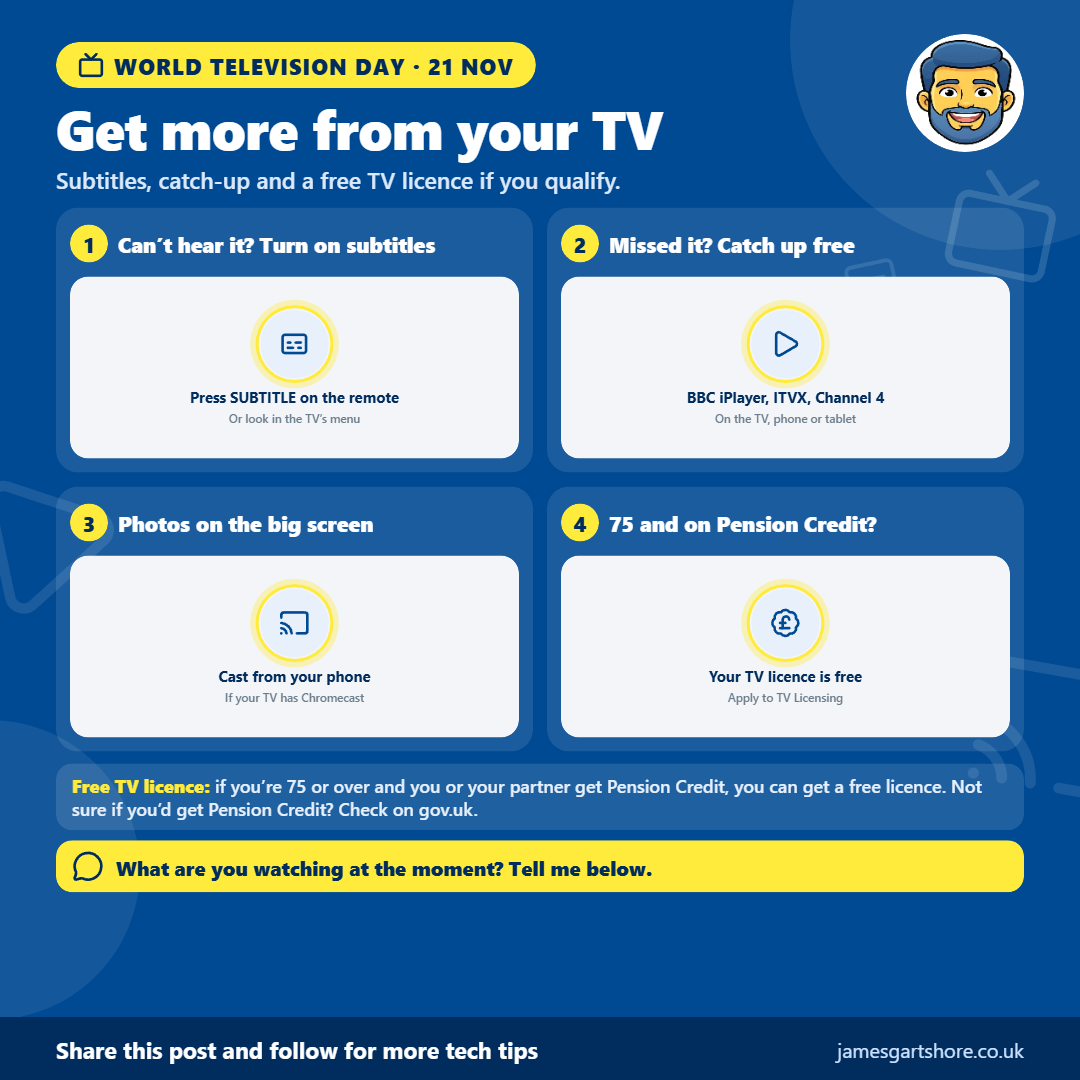 WORLD TELEVISION DAY · 21 NOV
Get more from your TV
Subtitles, catch-up and a free TV licence if you qualify.
1 Can't hear it? Turn on subtitles
Press SUBTITLE on the remote
Or look in the TV's menu
2 Missed it? Catch up free
BBC iPlayer, ITVX, Channel 4
On the TV, phone or tablet
3 Photos on the big screen
Cast from your phone
If your TV has Chromecast
4 75 and on Pension Credit?
£
Your TV licence is free
Apply to TV Licensing
Free TV licence: if you're 75 or over and you or your partner get Pension Credit, you can get a free licence. Not
sure if you'd get Pension Credit? Check on gov.uk.
What are you watching at the moment? Tell me below.
Share this post and follow for more tech tips
jamesgartshore.co.uk